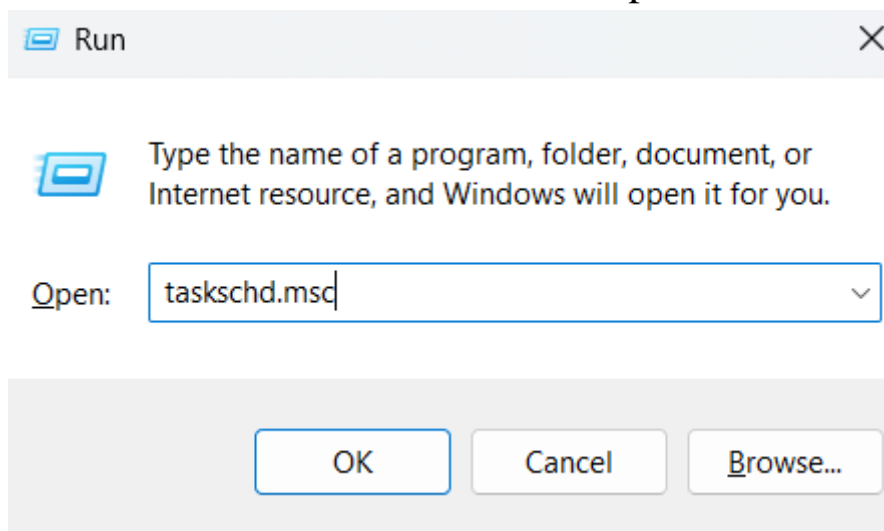 Run
Type the name of a program, folder, document, or
Internet resource, and Windows will open it for you.
Open:
taskschd.msc
OK
Cancel
Browse...